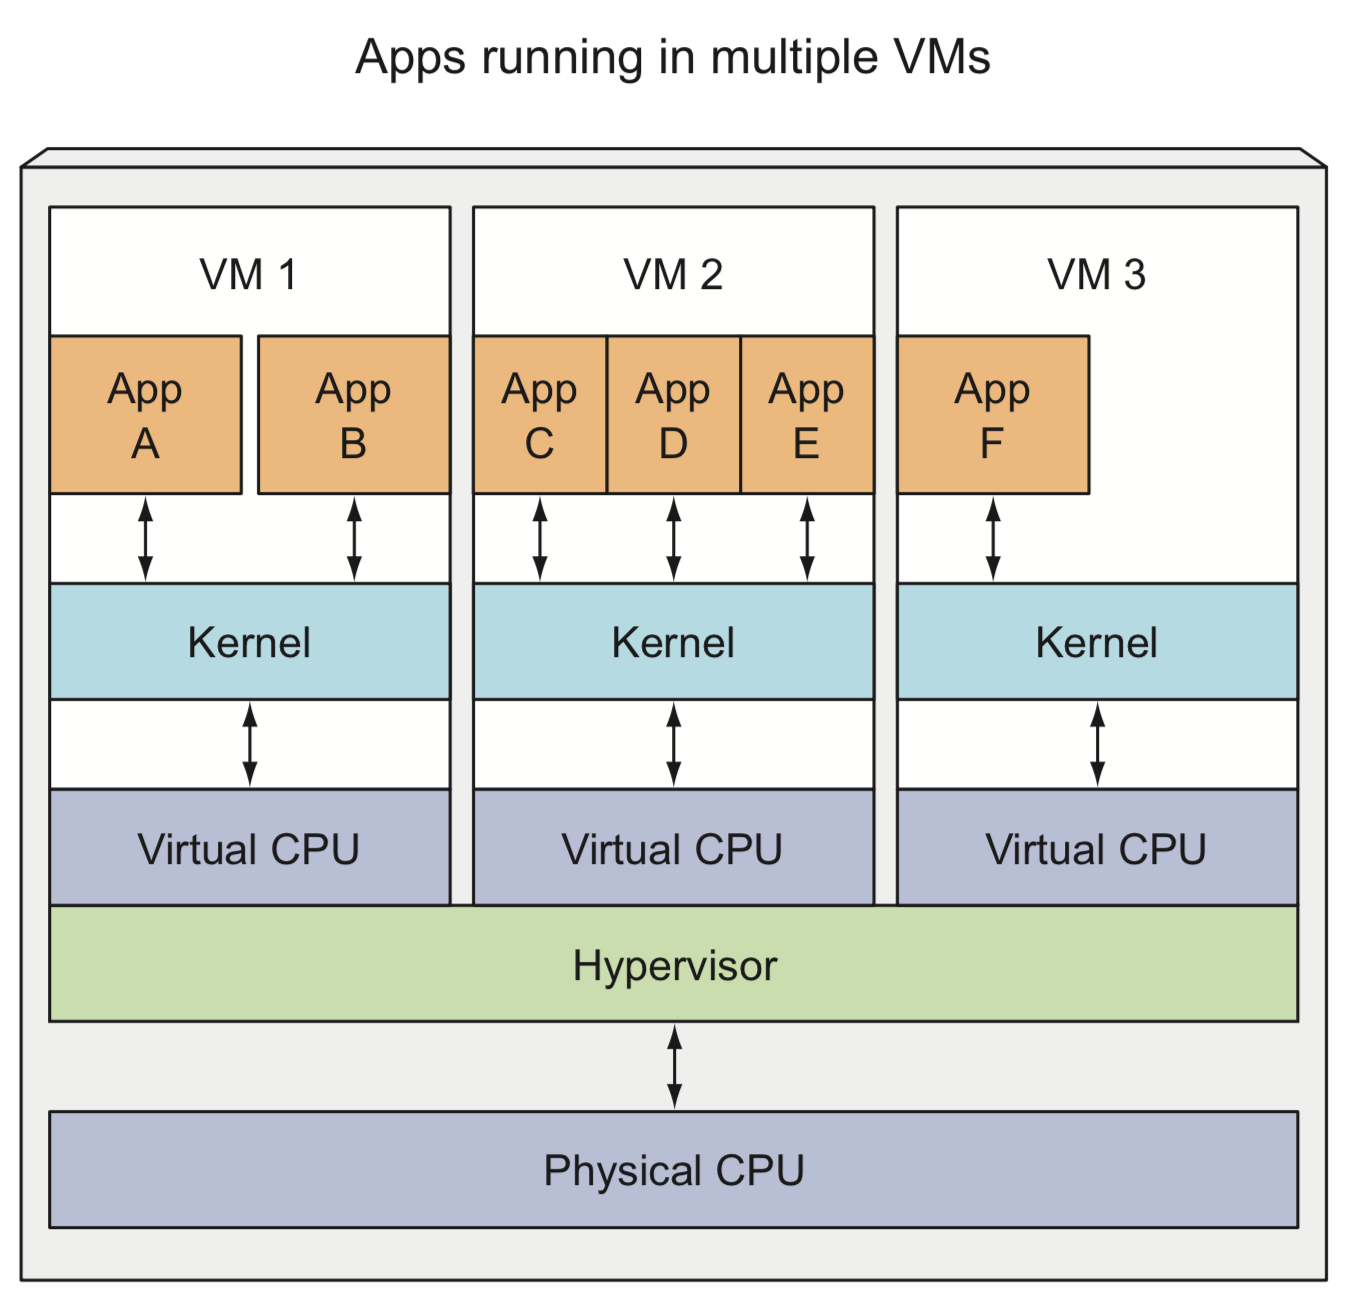 Apps running in multiple VMs
VM 1
VM 2
VM 3
App
A
App
B
App
C
App
D
App
E
App
F
Kernel
Kernel
Kernel
Virtual CPU
Virtual CPU
Virtual CPU
Hypervisor
Physical CPU